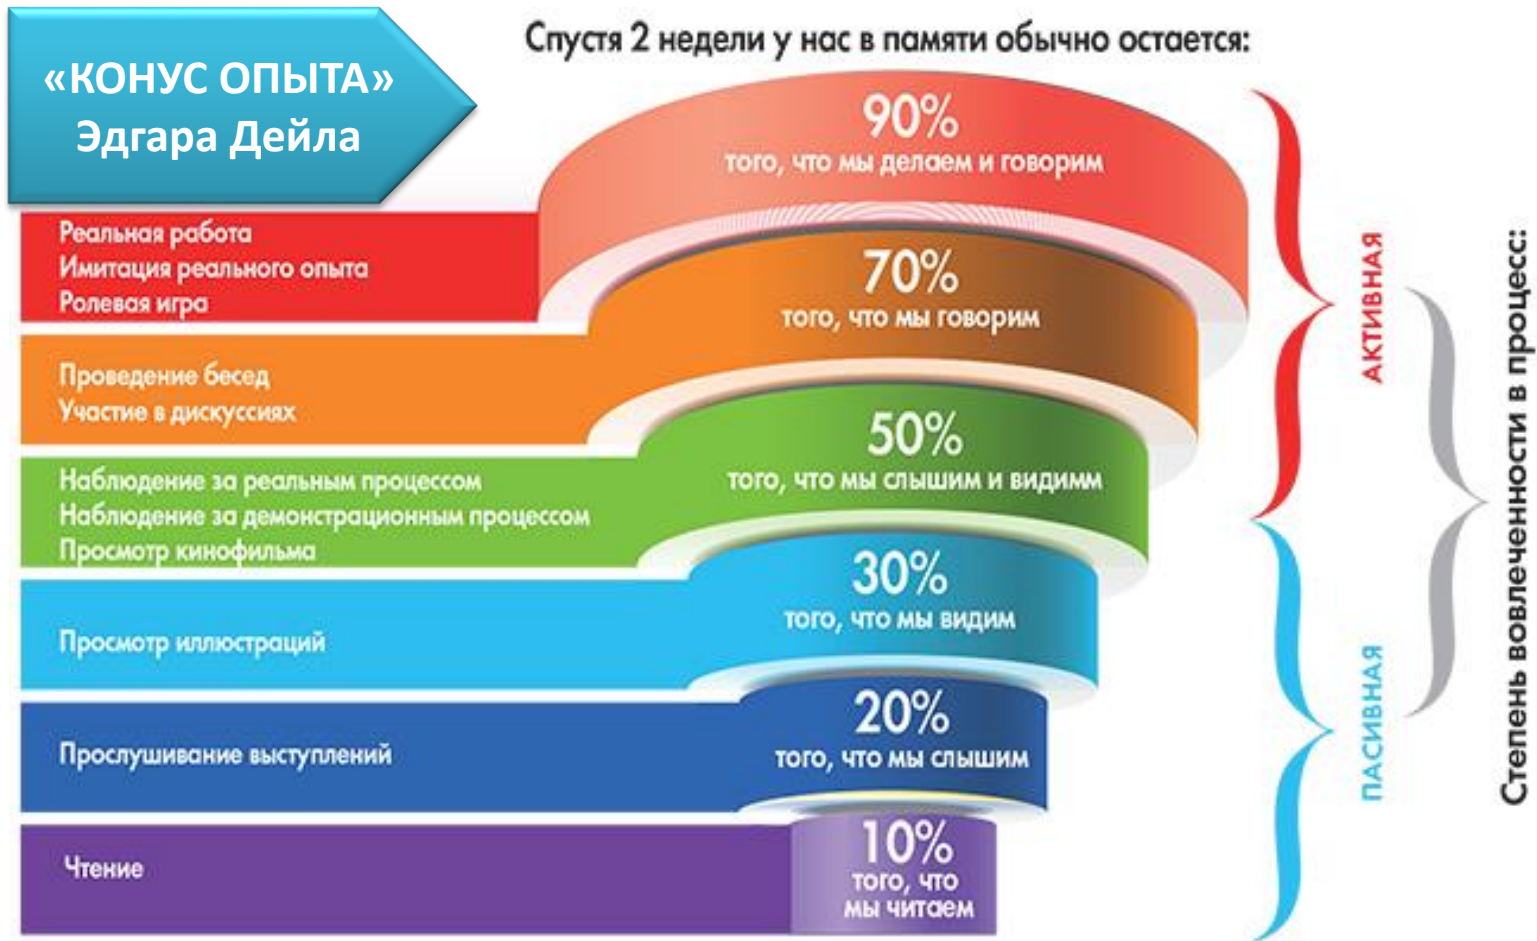 «КОНУС ОПЫТА»
Эдгара Дейла
Спустя 2 недели у нас в памяти обычно остается:
90%
того, что мы делаем и говорим
Реальная работа
Имитация реального опыта
Ролевая игра
70%
того, что мы говорим
Проведение бесед
Участие в дискуссиях
50%
того, что мы слышим и видимм
Наблюдение за реальным процессом
Наблюдение за демонстрационным процессом
Просмотр кинофильма
30%
того, что мы видим
Просмотр иллюстраций
20%
того, что мы слышим
Прослушивание выступлений
10%
того, что
мы читаем
Чтение
АКТИВНАЯ
ПАСИВНАЯ
Степень вовлеченности в процесс: